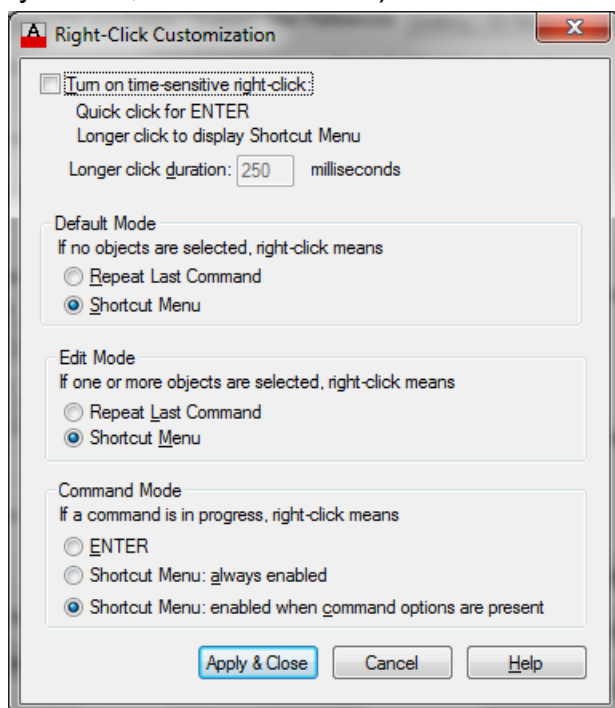 Right-Click Customization
Turn on time-sensitive right-click:
Quick click for ENTER
Longer click to display Shortcut Menu
Longer click duration: 250 milliseconds
Default Mode
If no objects are selected, right-click means
Repeat Last Command
Shortcut Menu
Edit Mode
If one or more objects are selected, right-click means
Repeat Last Command
Shortcut Menu
Command Mode
If a command is in progress, right-click means
ENTER
Shortcut Menu: always enabled
Shortcut Menu: enabled when command options are present
Apply & Close Cancel Help